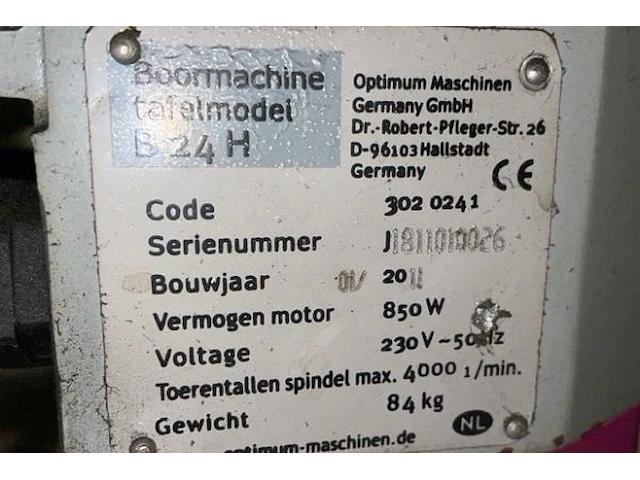 Boormachine
tafelmodel
B 24 H
Optimum Maschinen
Germany GmbH
Dr.-Robert-Pfleger-Str. 26
D-96103 Hallstadt
Germany
CE
Code 302 0241
Serienummer J1811010026
Bouwjaar 01/ 2011
Vermogen motor 850 W
Voltage 230 V ~ 50Hz
Toerentallen spindel max. 4000 1/min.
Gewicht 84 kg
optimum-maschinen.de
NL